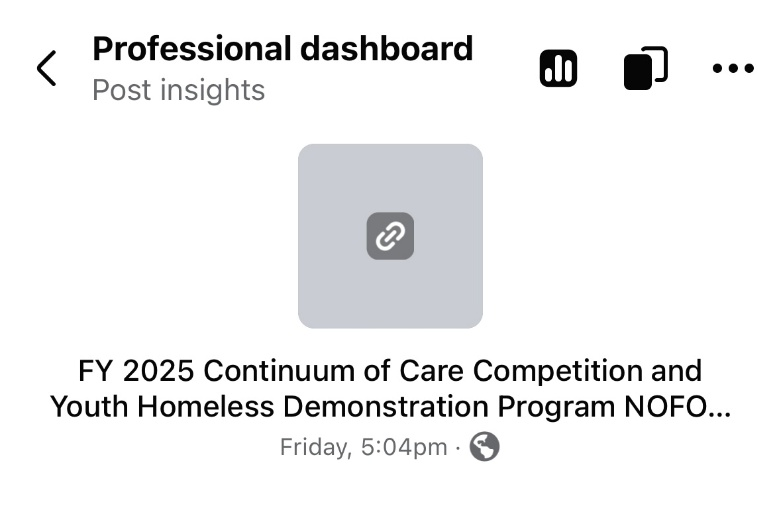 Professional dashboard
Post insights
FY 2025 Continuum of Care Competition and
Youth Homeless Demonstration Program NOFO...
Friday, 5:04pm ·